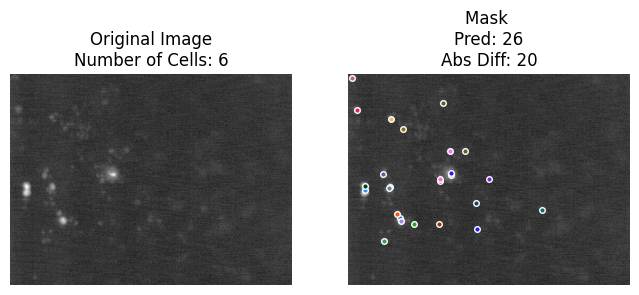 Original Image
Number of Cells: 6
Mask
Pred: 26
Abs Diff: 20